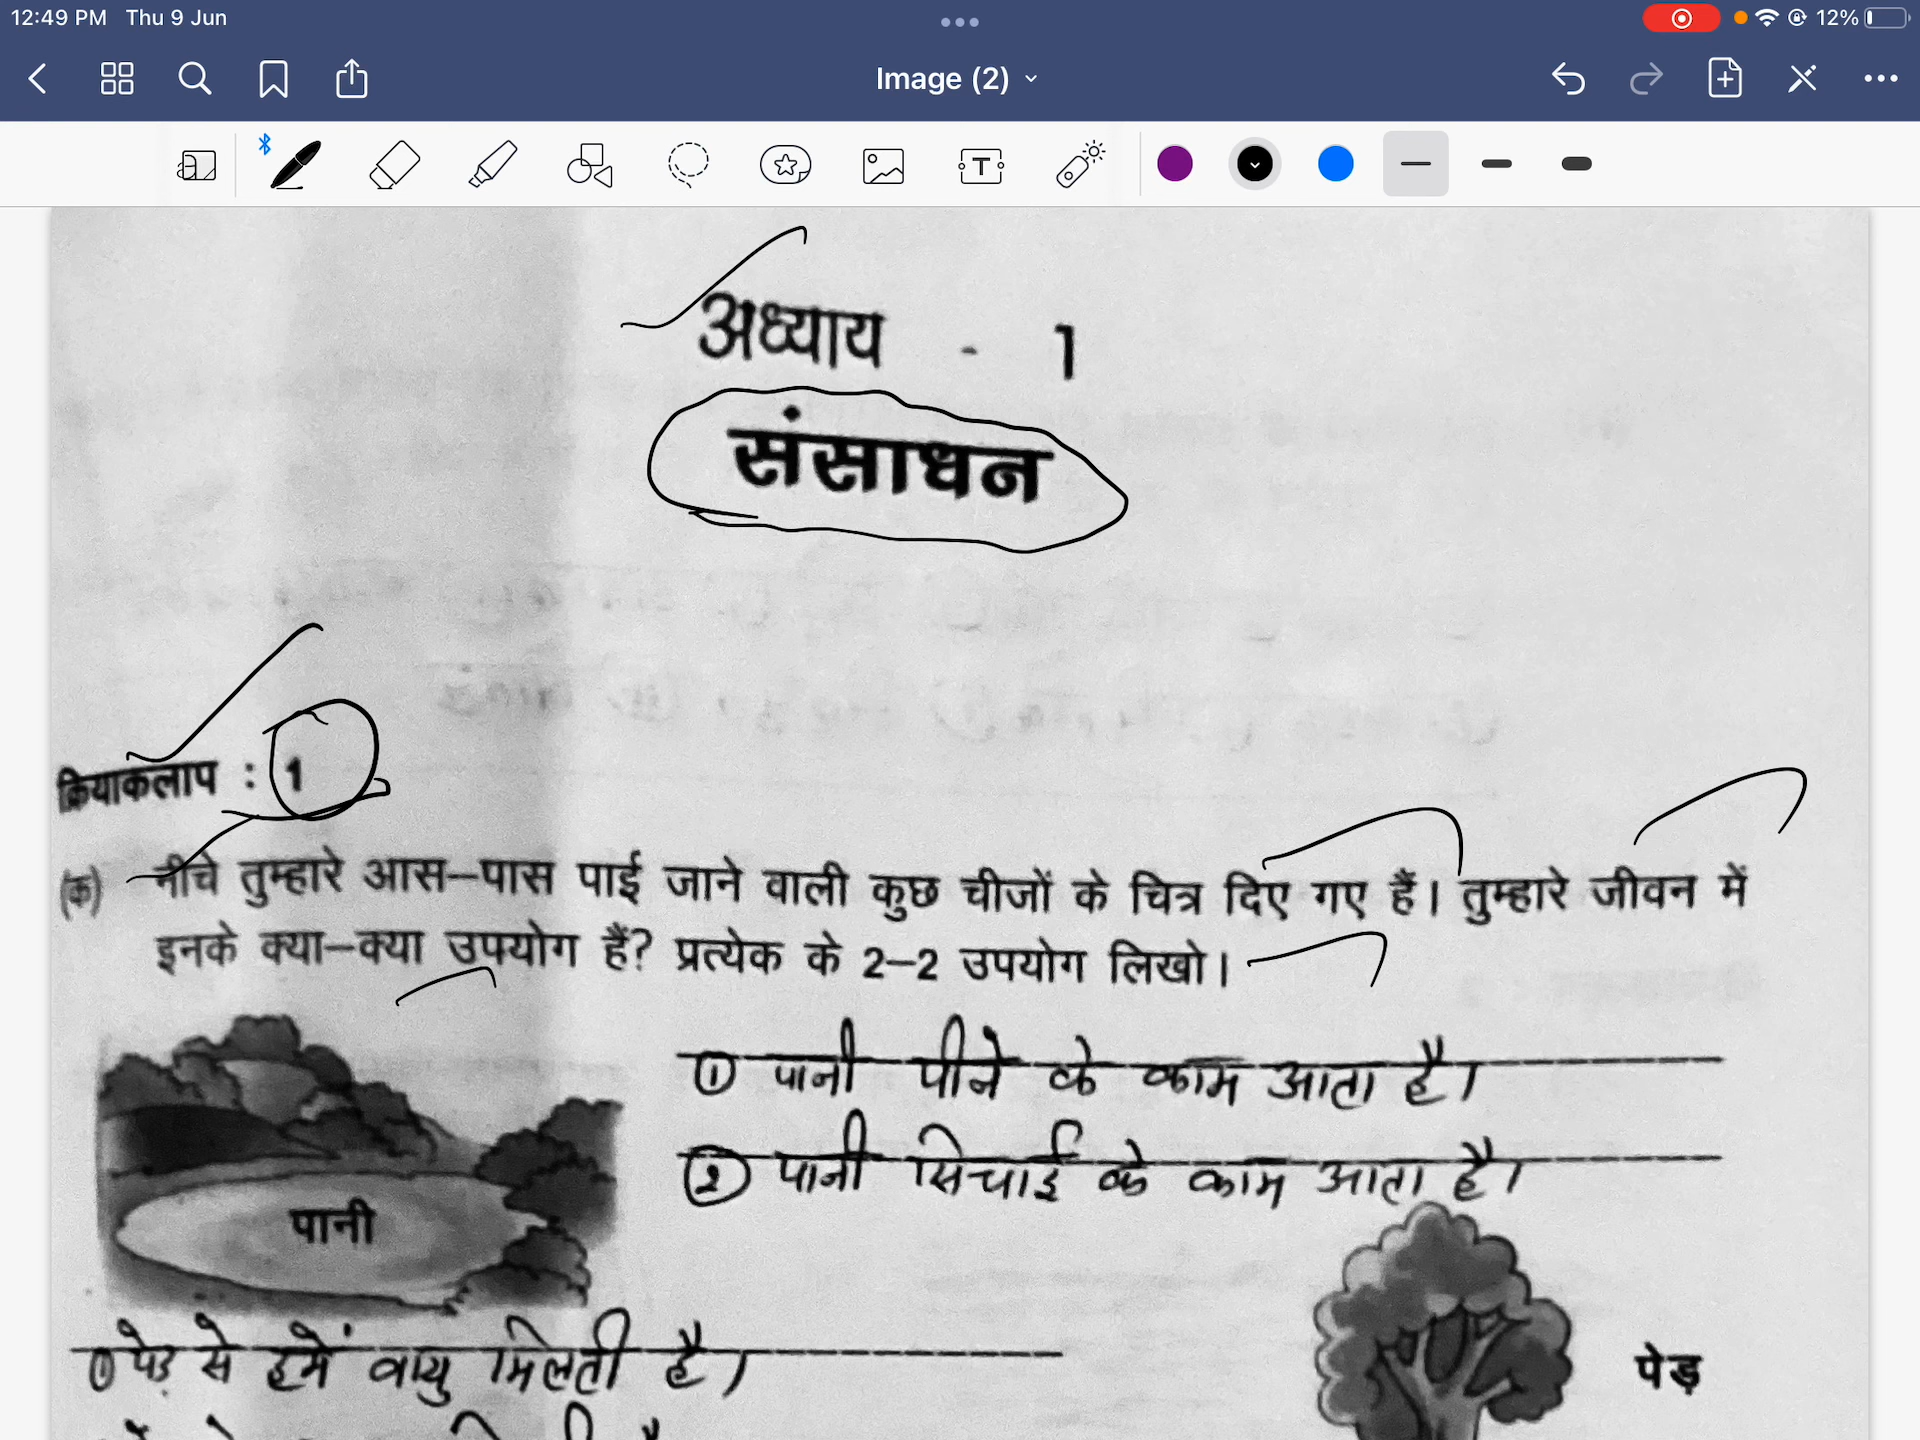 12:49 PM Thu 9 Jun
12%
Image (2)
अध्याय - 1
संसाधन
क्रियाकलाप : 1
(क) नीचे तुम्हारे आस–पास पाई जाने वाली कुछ चीजों के चित्र दिए गए हैं। तुम्हारे जीवन में
इनके क्या–क्या उपयोग हैं? प्रत्येक के 2–2 उपयोग लिखो।
① पानी पीने के काम आता है।
② पानी सिचाई के काम आता है।
पानी
① पेड़ से हमें वायु मिलती है।
पेड़